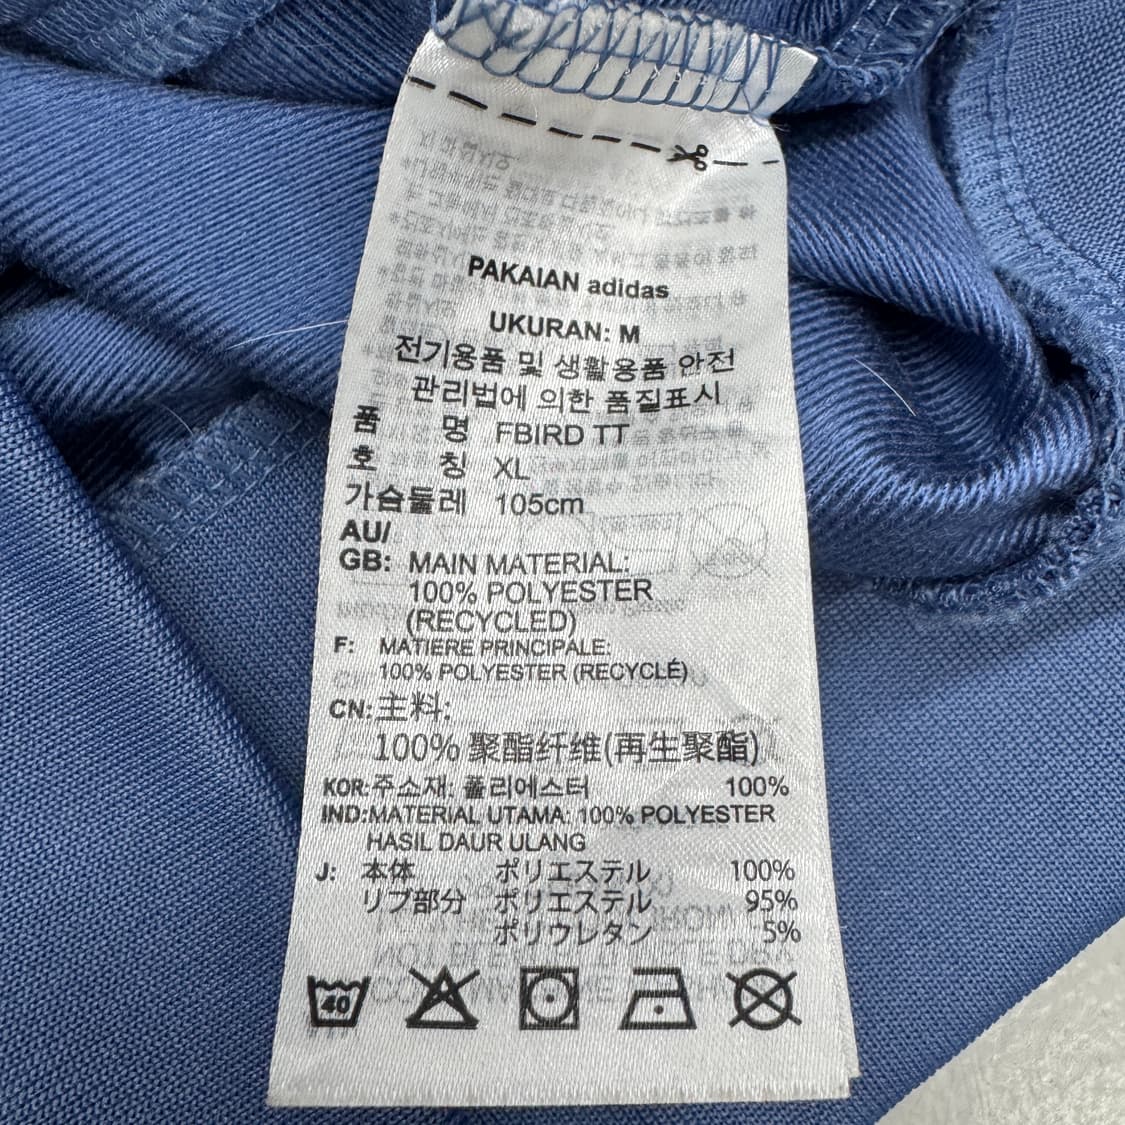 PAKAIAN adidas
UKURAN: M
전기용품 및 생활용품 안전
관리법에 의한 품질표시
품 명 FBIRD TT
호 칭 XL
가슴둘레 105cm
AU/
GB: MAIN MATERIAL:
100% POLYESTER
(RECYCLED)
F: MATIERE PRINCIPALE:
100% POLYESTER (RECYCLÉ)
CN:主料:
100% 聚酯纤维(再生聚酯)
KOR:주소재: 폴리에스터 100%
IND:MATERIAL UTAMA: 100% POLYESTER
HASIL DAUR ULANG
J: 本体 ポリエステル 100%
リブ部分 ポリエステル 95%
ポリウレタン 5%
40